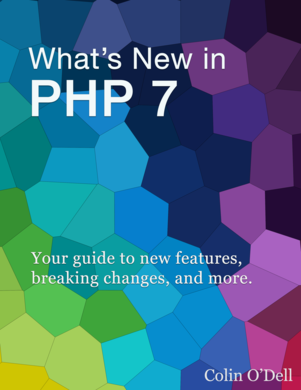 What's New in
PHP 7
Your guide to new features,
breaking changes, and more.
Colin O'Dell